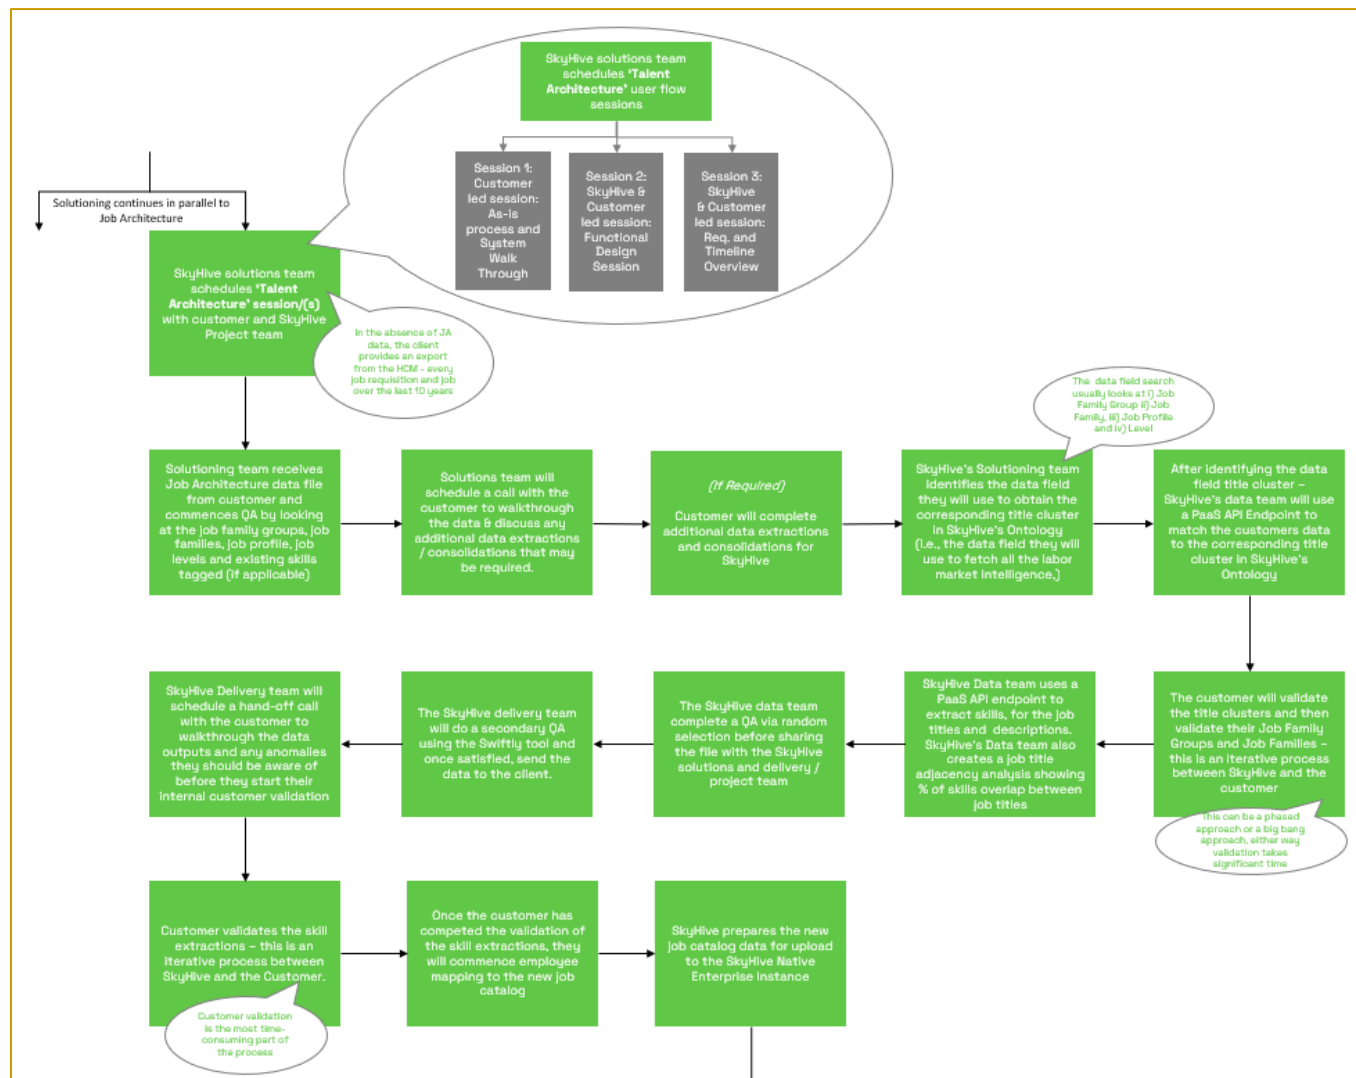 SkyHive solutions team
schedules 'Talent
Architecture' user flow
sessions
Session 1:
Customer
led session:
As-is
process and
System
Walk
Through
Session 2:
SkyHive &
Customer
led session:
Functional
Design
Session
Session 3:
SkyHive
& Customer
led session:
Req. and
Timeline
Overview
Solutioning continues in parallel to
Job Architecture
SkyHive solutions team
schedules 'Talent
Architecture' session/(s)
with customer and SkyHive
Project team
In the absence of JA
data, the client
provides an export
from the HCM - every
job requisition and job
over the last 10 years
The data field search
usually looks at i) Job
Family Group ii) Job
Family, iii) Job Profile
and iv) Level
Solutioning team receives
Job Architecture data file
from customer and
commences QA by looking
at the job family groups, job
families, job profile, job
levels and existing skills
tagged (if applicable)
Solutions team will
schedule a call with the
customer to walkthrough
the data & discuss any
additional data extractions
/ consolidations that may
be required.
(If Required)
Customer will complete
additional data extractions
and consolidations for
SkyHive
SkyHive's Solutioning team
identifies the data field
they will use to obtain the
corresponding title cluster
in SkyHive's Ontology
(i.e., the data field they will
use to fetch all the labor
market intelligence,)
After identifying the data
field title cluster –
SkyHive's data team will use
a PaaS API Endpoint to
match the customers data
to the corresponding title
cluster in SkyHive's
Ontology
SkyHive Delivery team will
schedule a hand-off call
with the customer to
walkthrough the data
outputs and any anomalies
they should be aware of
before they start their
internal customer validation
The SkyHive delivery team
will do a secondary QA
using the Swiftly tool and
once satisfied, send the
data to the client.
The SkyHive data team
complete a QA via random
selection before sharing
the file with the SkyHive
solutions and delivery /
project team
SkyHive Data team uses a
PaaS API endpoint to
extract skills, for the job
titles and descriptions.
SkyHive's Data team also
creates a job title
adjacency analysis showing
% of skills overlap between
job titles
The customer will validate
the title clusters and then
validate their Job Family
Groups and Job Families –
this is an iterative process
between SkyHive and the
customer
This can be a phased
approach or a big bang
approach, either way
validation takes
significant time
Customer validates the skill
extractions – this is an
iterative process between
SkyHive and the Customer.
Customer validation
is the most time-
consuming part of
the process
Once the customer has
competed the validation of
the skill extractions, they
will commence employee
mapping to the new job
catalog
SkyHive prepares the new
job catalog data for upload
to the SkyHive Native
Enterprise Instance